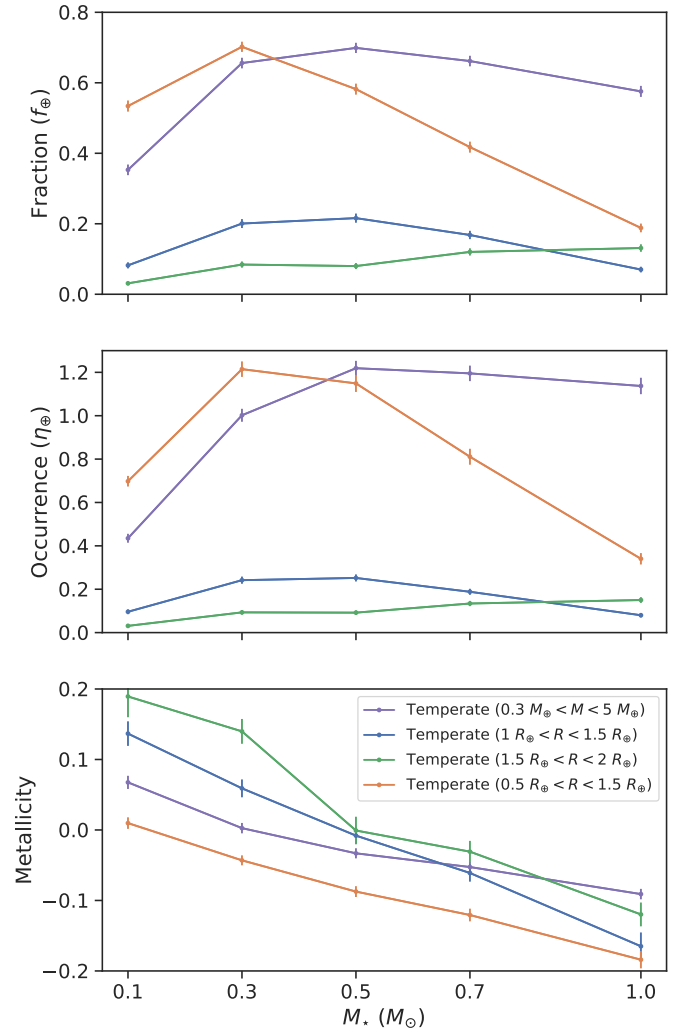 0.8
0.6
0.4
0.2
0.0
Fraction (f⊕)
1.2
1.0
0.8
0.6
0.4
0.2
0.0
Occurrence (η⊕)
0.2
0.1
0.0
−0.1
−0.2
Metallicity
Temperate (0.3 M⊕ < M < 5 M⊕)
Temperate (1 R⊕ < R < 1.5 R⊕)
Temperate (1.5 R⊕ < R < 2 R⊕)
Temperate (0.5 R⊕ < R < 1.5 R⊕)
0.1 0.3 0.5 0.7 1.0
M⋆ (M⊙)